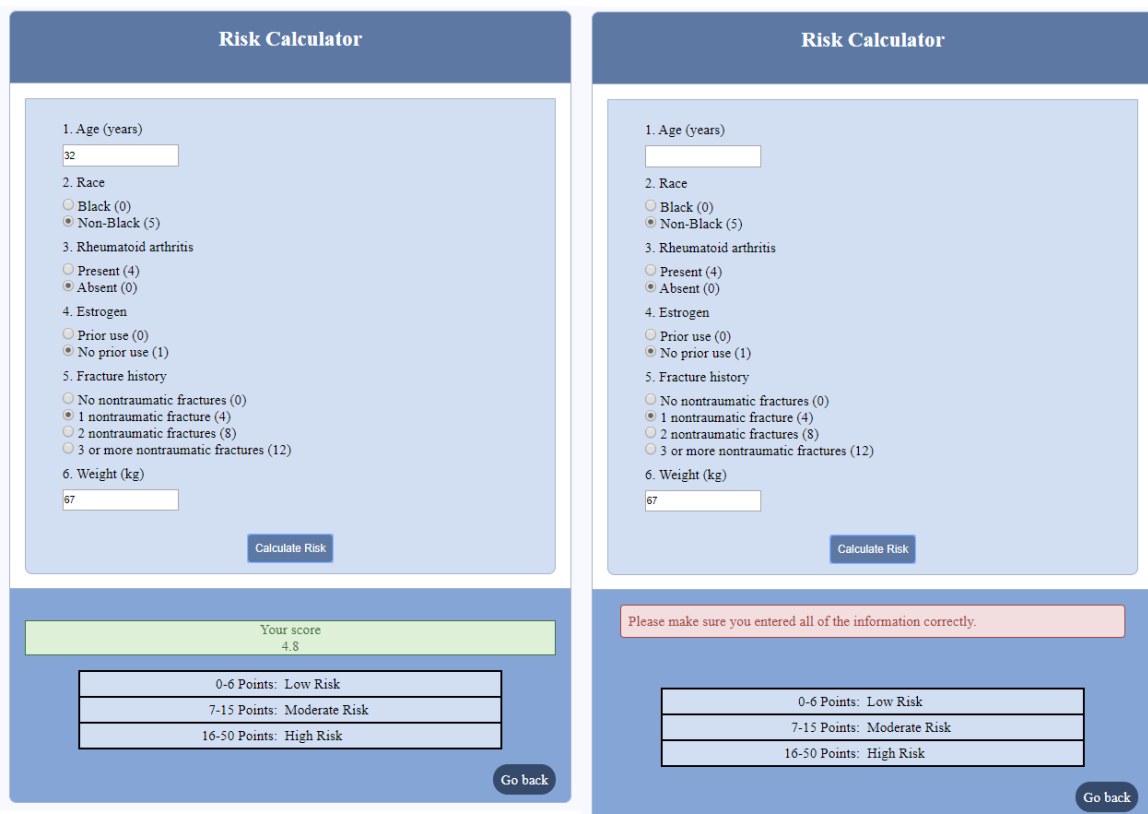 Risk Calculator
1. Age (years)
32
2. Race
Black (0)
Non-Black (5)
3. Rheumatoid arthritis
Present (4)
Absent (0)
4. Estrogen
Prior use (0)
No prior use (1)
5. Fracture history
No nontraumatic fractures (0)
1 nontraumatic fracture (4)
2 nontraumatic fractures (8)
3 or more nontraumatic fractures (12)
6. Weight (kg)
67
Calculate Risk
Your score
4.8
0-6 Points: Low Risk
7-15 Points: Moderate Risk
16-50 Points: High Risk
Go back
Risk Calculator
1. Age (years)
2. Race
Black (0)
Non-Black (5)
3. Rheumatoid arthritis
Present (4)
Absent (0)
4. Estrogen
Prior use (0)
No prior use (1)
5. Fracture history
No nontraumatic fractures (0)
1 nontraumatic fracture (4)
2 nontraumatic fractures (8)
3 or more nontraumatic fractures (12)
6. Weight (kg)
67
Calculate Risk
Please make sure you entered all of the information correctly.
0-6 Points: Low Risk
7-15 Points: Moderate Risk
16-50 Points: High Risk
Go back